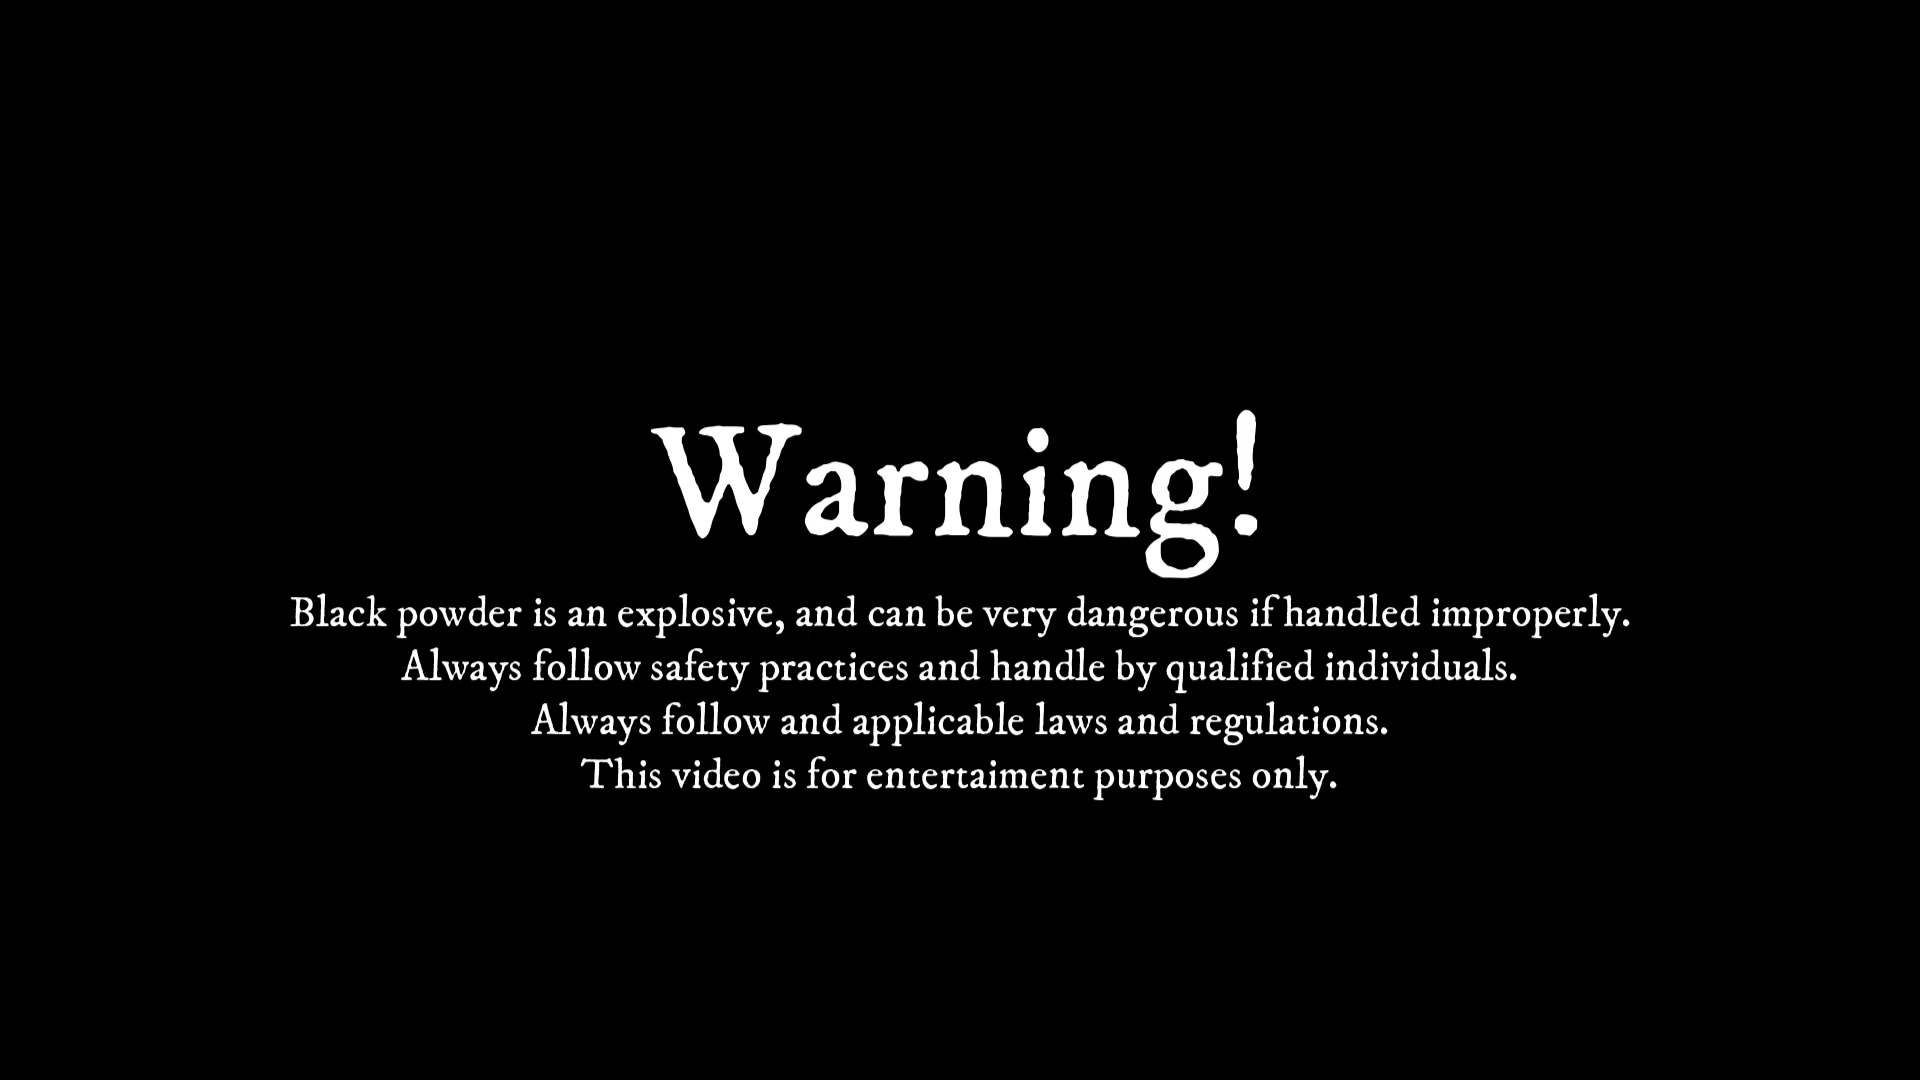 Warning!
Black powder is an explosive, and can be very dangerous if handled improperly.
Always follow safety practices and handle by qualified individuals.
Always follow and applicable laws and regulations.
This video is for entertaiment purposes only.